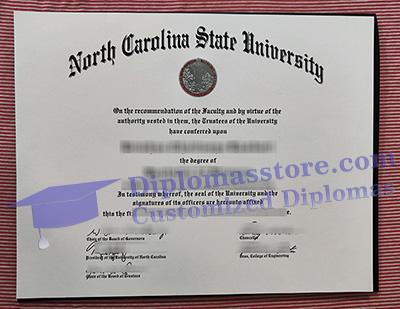 North Carolina State University
On the recommendation of the Faculty and by virtue of the
authority vested in them, the Trustees of the University
have conferred upon
the degree of
Diplomasstore.com
Customized Diplomas
In testimony whereof, the seal of the University and the
signatures of its officers are hereunto affixed
this the
Chair of the Board of Governors
Chancellor
President of the University of North Carolina
Dean, College of Engineering
Chair of the Board of Trustees